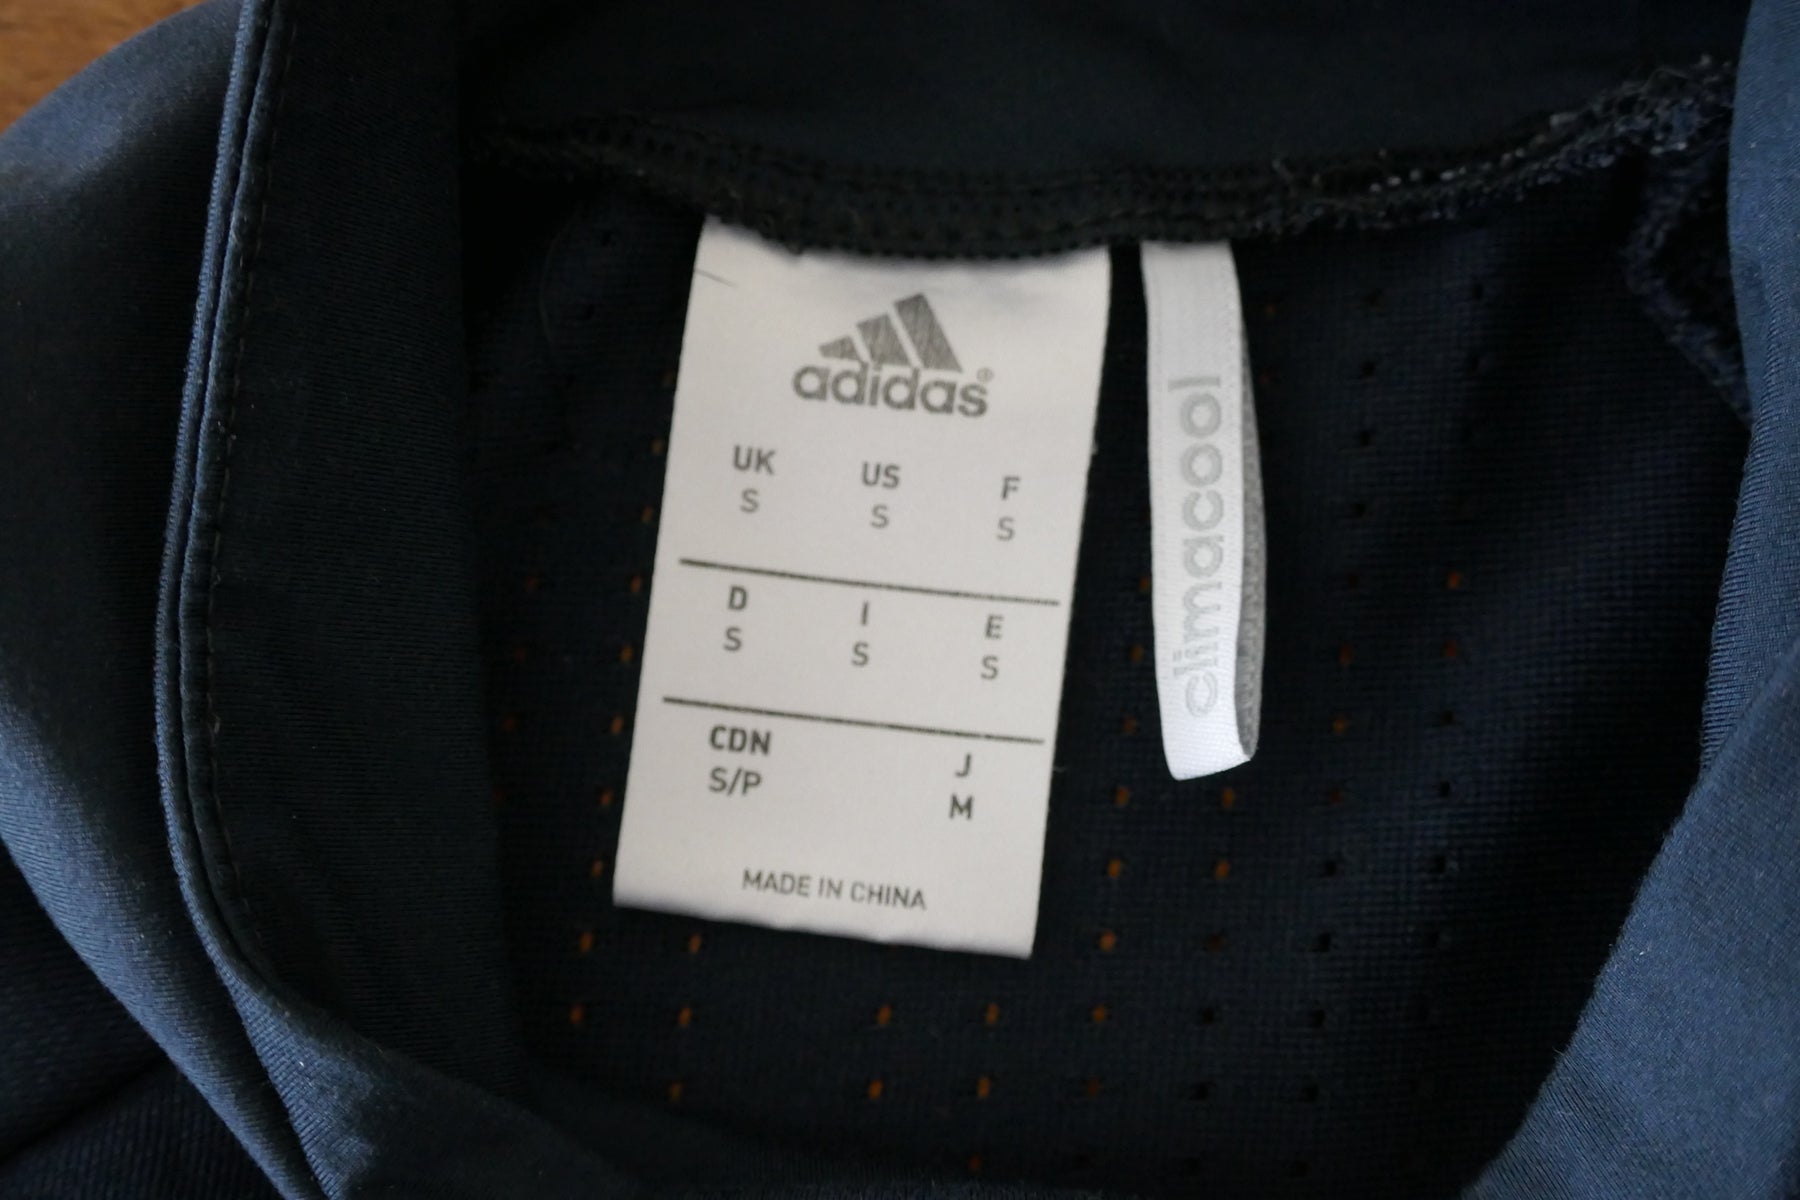 adidas®
UK US F
S S S
D I E
S S S
CDN J
S/P M
MADE IN CHINA
climacool